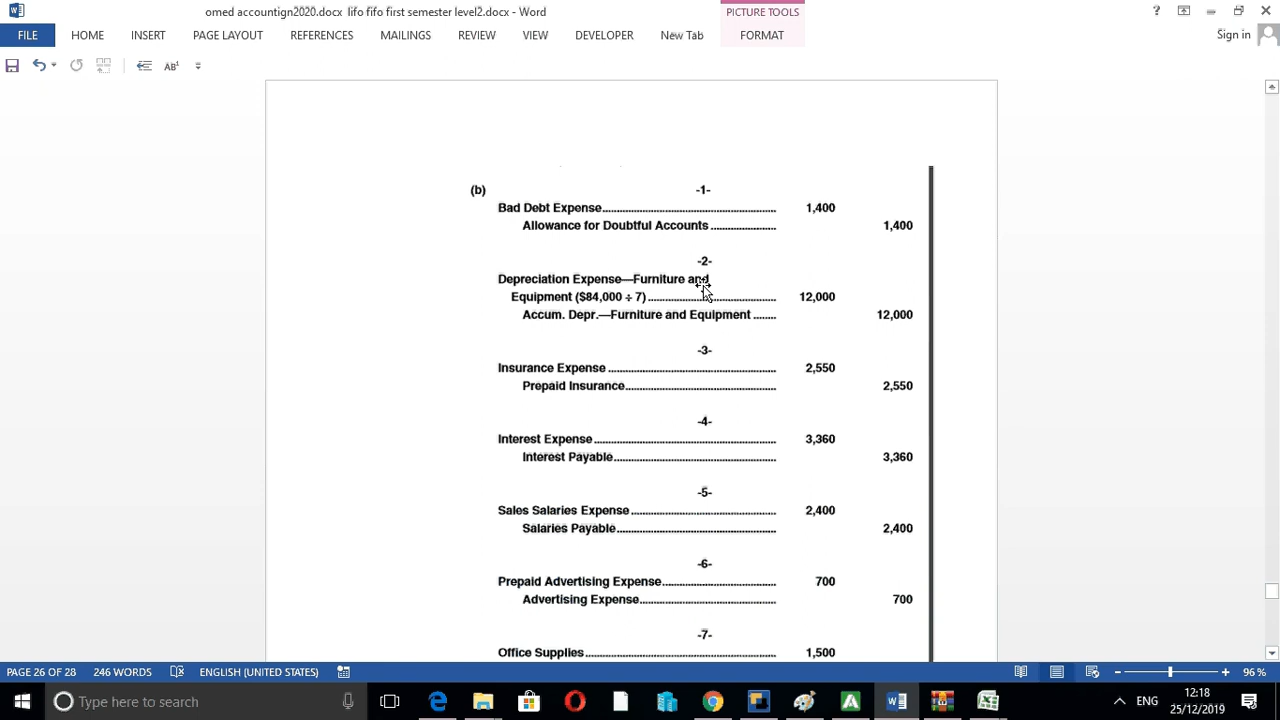 omed accountign2020.docx lifo fifo first semester level2.docx - Word
PICTURE TOOLS
?
FILE HOME INSERT PAGE LAYOUT REFERENCES MAILINGS REVIEW VIEW DEVELOPER New Tab FORMAT Sign in
AB¹
(b) -1-
Bad Debt Expense 1,400
Allowance for Doubtful Accounts 1,400
-2-
Depreciation Expense—Furniture and
Equipment ($84,000 ÷ 7) 12,000
Accum. Depr.—Furniture and Equipment 12,000
-3-
Insurance Expense 2,550
Prepaid Insurance 2,550
-4-
Interest Expense 3,360
Interest Payable 3,360
-5-
Sales Salaries Expense 2,400
Salaries Payable 2,400
-6-
Prepaid Advertising Expense 700
Advertising Expense 700
-7-
Office Supplies 1,500
PAGE 26 OF 28 246 WORDS ENGLISH (UNITED STATES) 96 %
Type here to search
ENG
12:18
25/12/2019